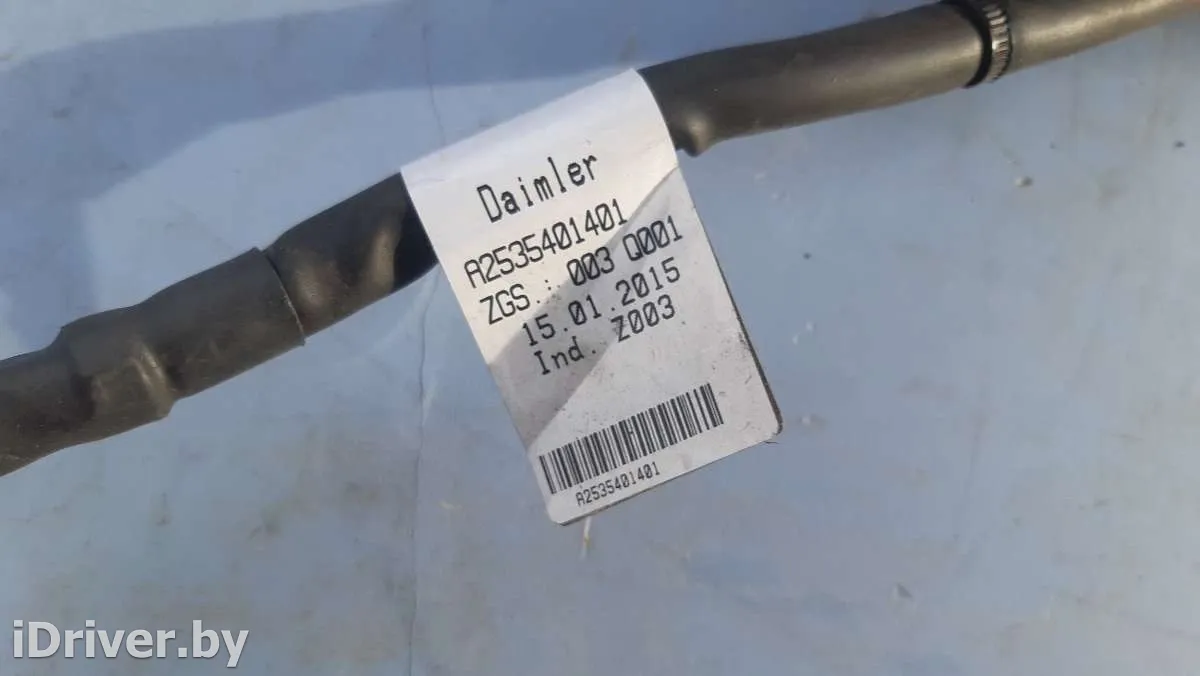 Daimler
A2535401401
ZGS.: 003 Q001
15.01.2015
Ind. Z003
A2535401401
iDriver.by